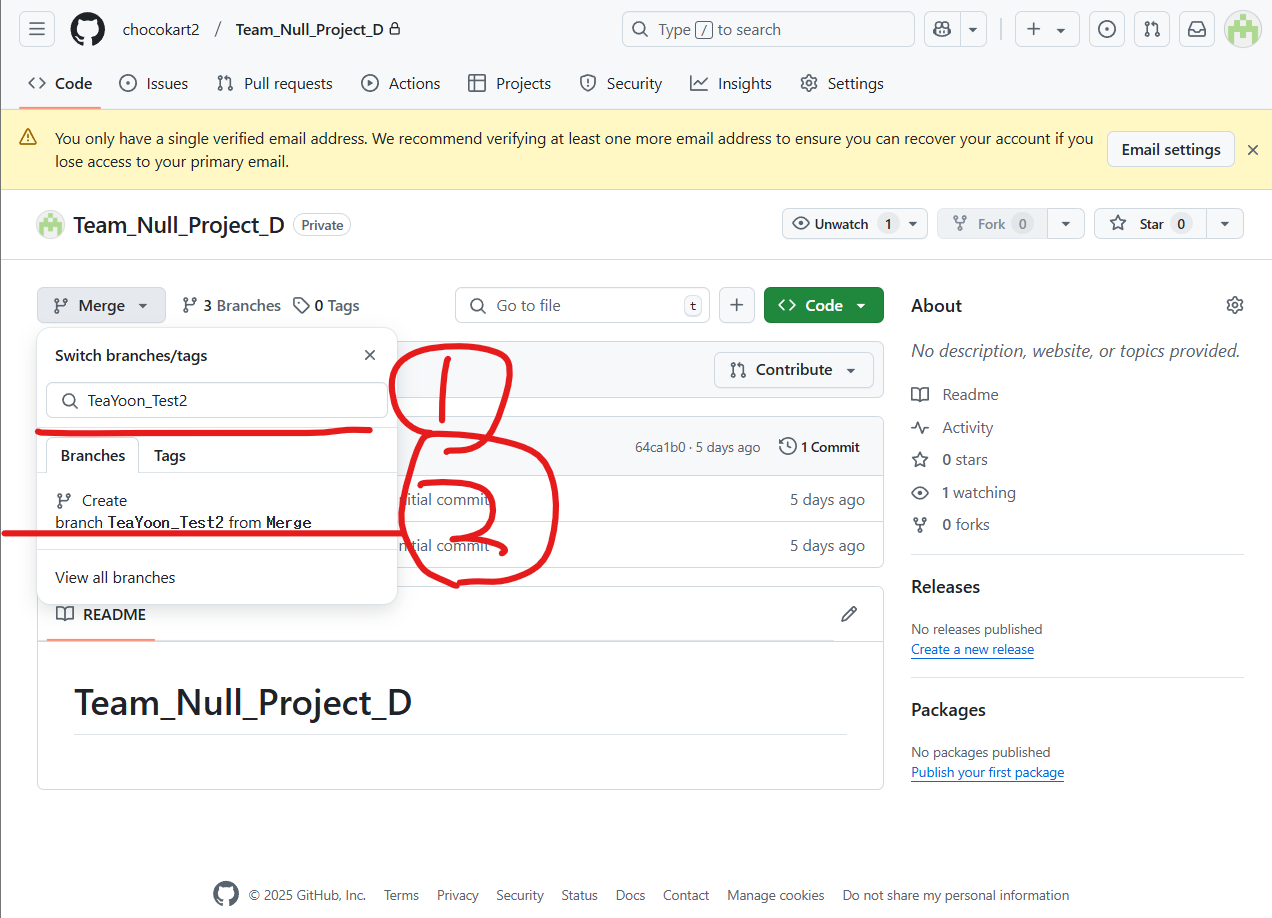 chocokart2 / Team_Null_Project_D
Type / to search
Code Issues Pull requests Actions Projects Security Insights Settings
You only have a single verified email address. We recommend verifying at least one more email address to ensure you can recover your account if you
lose access to your primary email.
Email settings
Team_Null_Project_D Private
Unwatch 1 Fork 0 Star 0
Merge 3 Branches 0 Tags
Go to file t
Code
Switch branches/tags
TeaYoon_Test2
Branches Tags
Create
branch TeaYoon_Test2 from Merge
View all branches
1
2
Contribute
64ca1b0 · 5 days ago 1 Commit
itial commit 5 days ago
nitial commit 5 days ago
README
Team_Null_Project_D
About
No description, website, or topics provided.
Readme
Activity
0 stars
1 watching
0 forks
Releases
No releases published
Create a new release
Packages
No packages published
Publish your first package
© 2025 GitHub, Inc. Terms Privacy Security Status Docs Contact Manage cookies Do not share my personal information